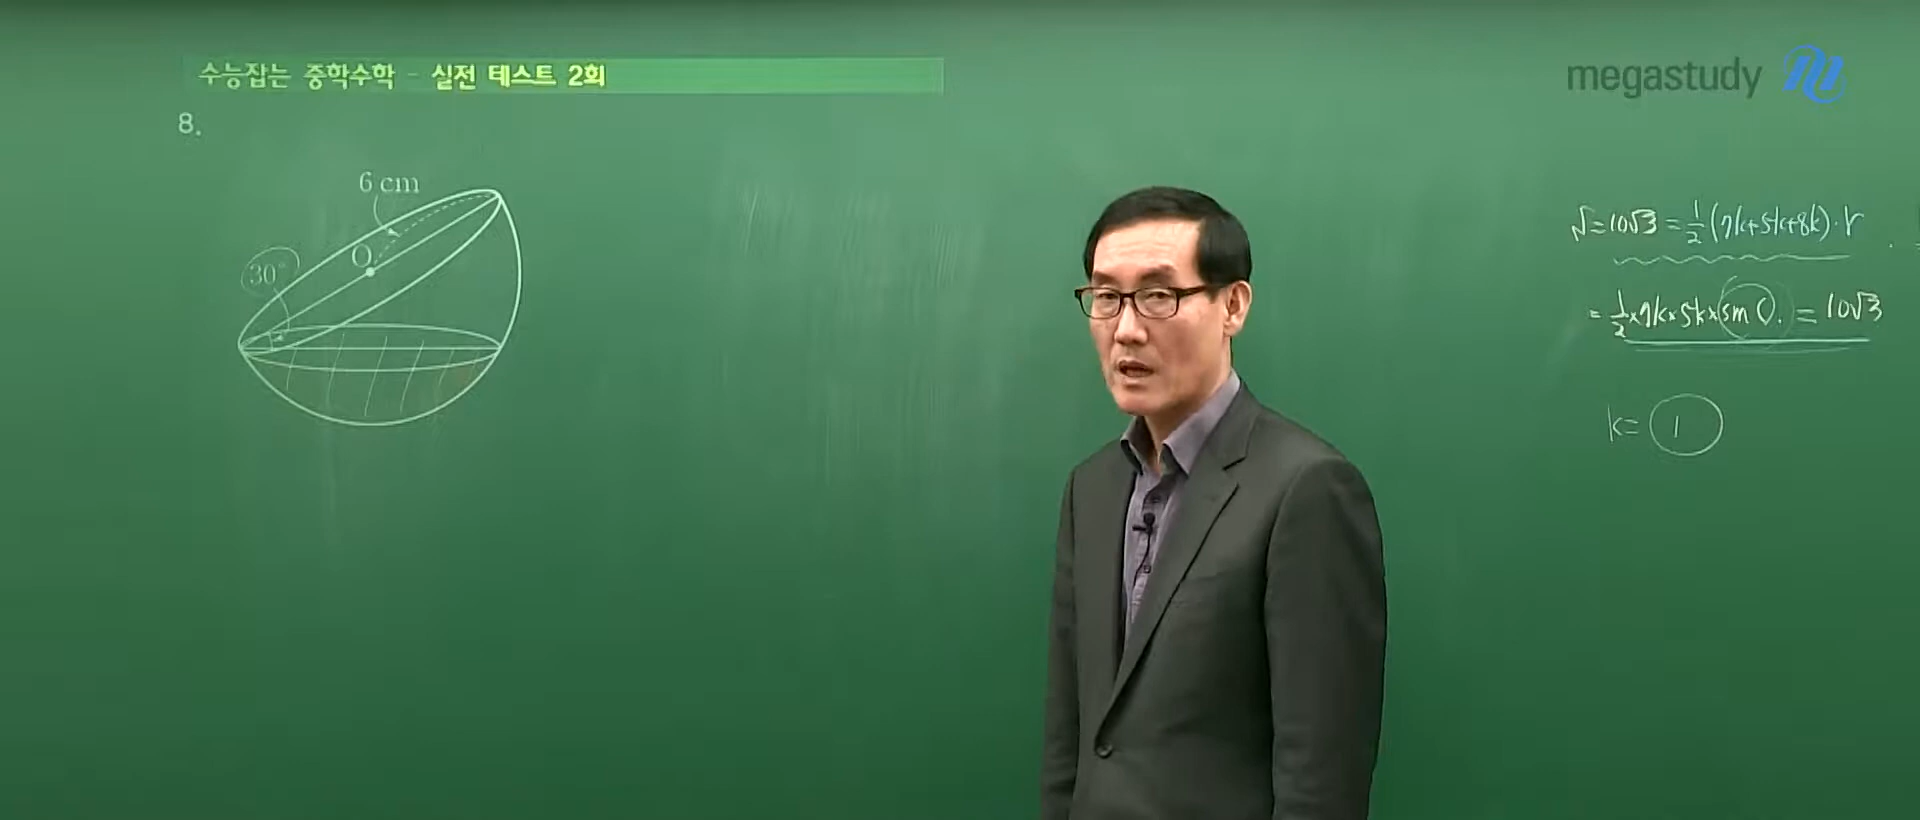 수능잡는 중학수학 - 실전 테스트 2회
megastudy
8.
6 cm
O
30°
S=10√3=1/2(7k+5k+8k)·r
=1/2×7k×5k×sin C.=10√3
k=1